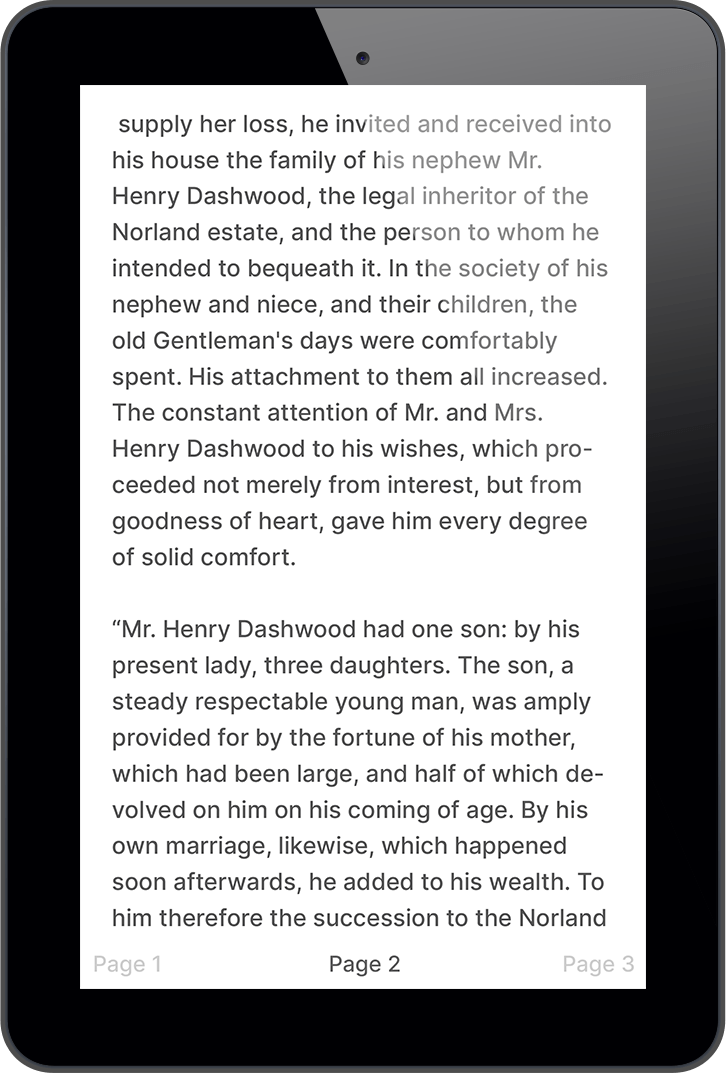 supply her loss, he invited and received into
his house the family of his nephew Mr.
Henry Dashwood, the legal inheritor of the
Norland estate, and the person to whom he
intended to bequeath it. In the society of his
nephew and niece, and their children, the
old Gentleman's days were comfortably
spent. His attachment to them all increased.
The constant attention of Mr. and Mrs.
Henry Dashwood to his wishes, which pro-
ceeded not merely from interest, but from
goodness of heart, gave him every degree
of solid comfort.
“Mr. Henry Dashwood had one son: by his
present lady, three daughters. The son, a
steady respectable young man, was amply
provided for by the fortune of his mother,
which had been large, and half of which de-
volved on him on his coming of age. By his
own marriage, likewise, which happened
soon afterwards, he added to his wealth. To
him therefore the succession to the Norland
Page 1 Page 2 Page 3